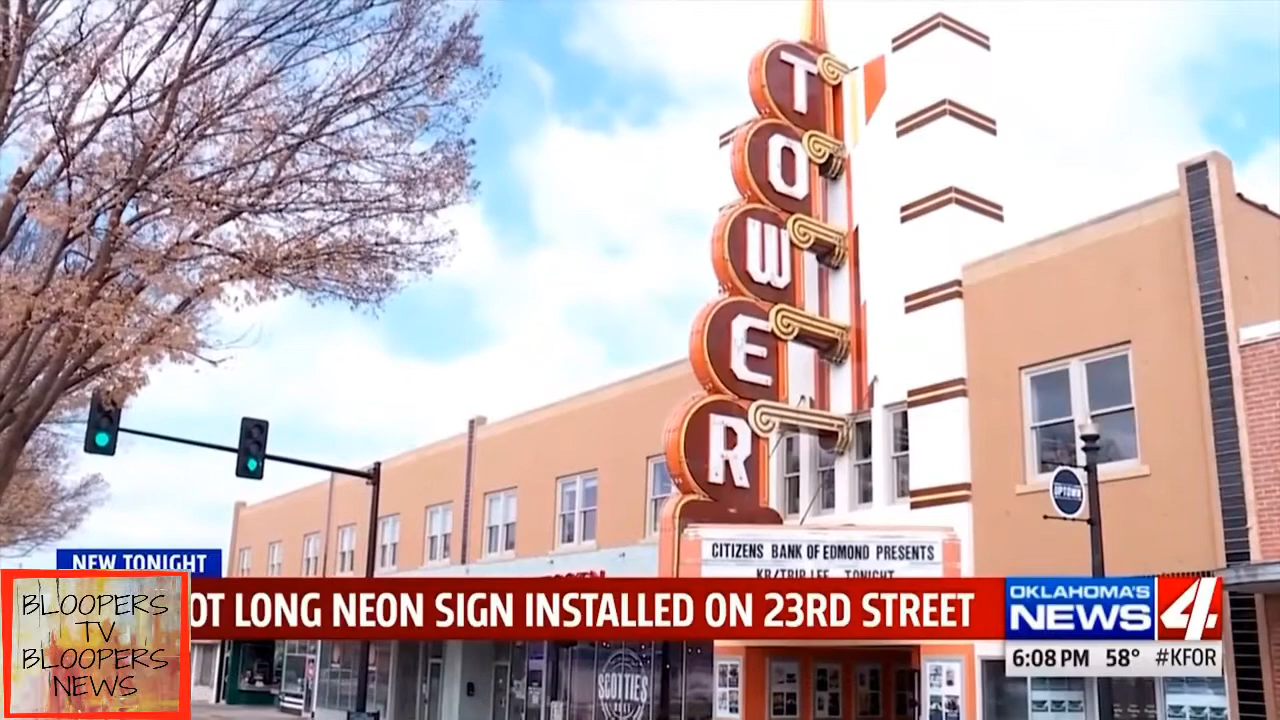 TOWER
UPTOWN
CITIZENS BANK OF EDMOND PRESENTS
KB/TRIP LEE TONIGHT
NEW TONIGHT
OT LONG NEON SIGN INSTALLED ON 23RD STREET
OKLAHOMA'S
NEWS 4
6:08 PM 58° #KFOR
BLOOPERS
TV
BLOOPERS
NEWS
SCOTTIE'S